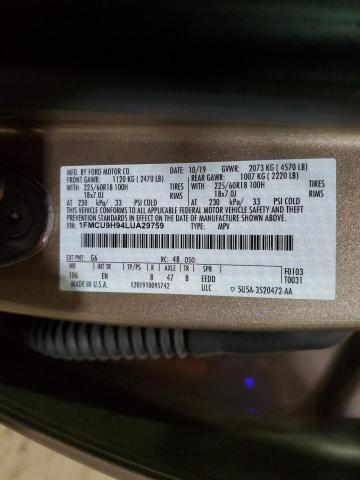 MFD. BY FORD MOTOR CO. 10/19 GVWR: 2073 KG (4570 LB)
FRONT GAWR: 1120 KG (2470 LB) REAR GAWR: 1007 KG (2220 LB)
WITH 225/60R18 100H TIRES WITH 225/60R18 100H TIRES
18x7.0J RIMS 18x7.0J RIMS
AT 230 kPa/ 33 PSI COLD AT 230 kPa/ 33 PSI COLD
THIS VEHICLE CONFORMS TO ALL APPLICABLE FEDERAL MOTOR VEHICLE SAFETY AND THEFT
PREVENTION STANDARDS IN EFFECT ON THE DATE OF MANUFACTURE SHOWN ABOVE.
VIN: 1FMCU9H94LUA29759 TYPE: MPV
EXT PNT: G6 RC: 48 DSO:
WB INT TR TP/PS R AXLE TR SPR F0103
106 EN B 47 B EEDD T0031
MADE IN U.S.A. 1201910095742 ULC 5USA-3520472-AA